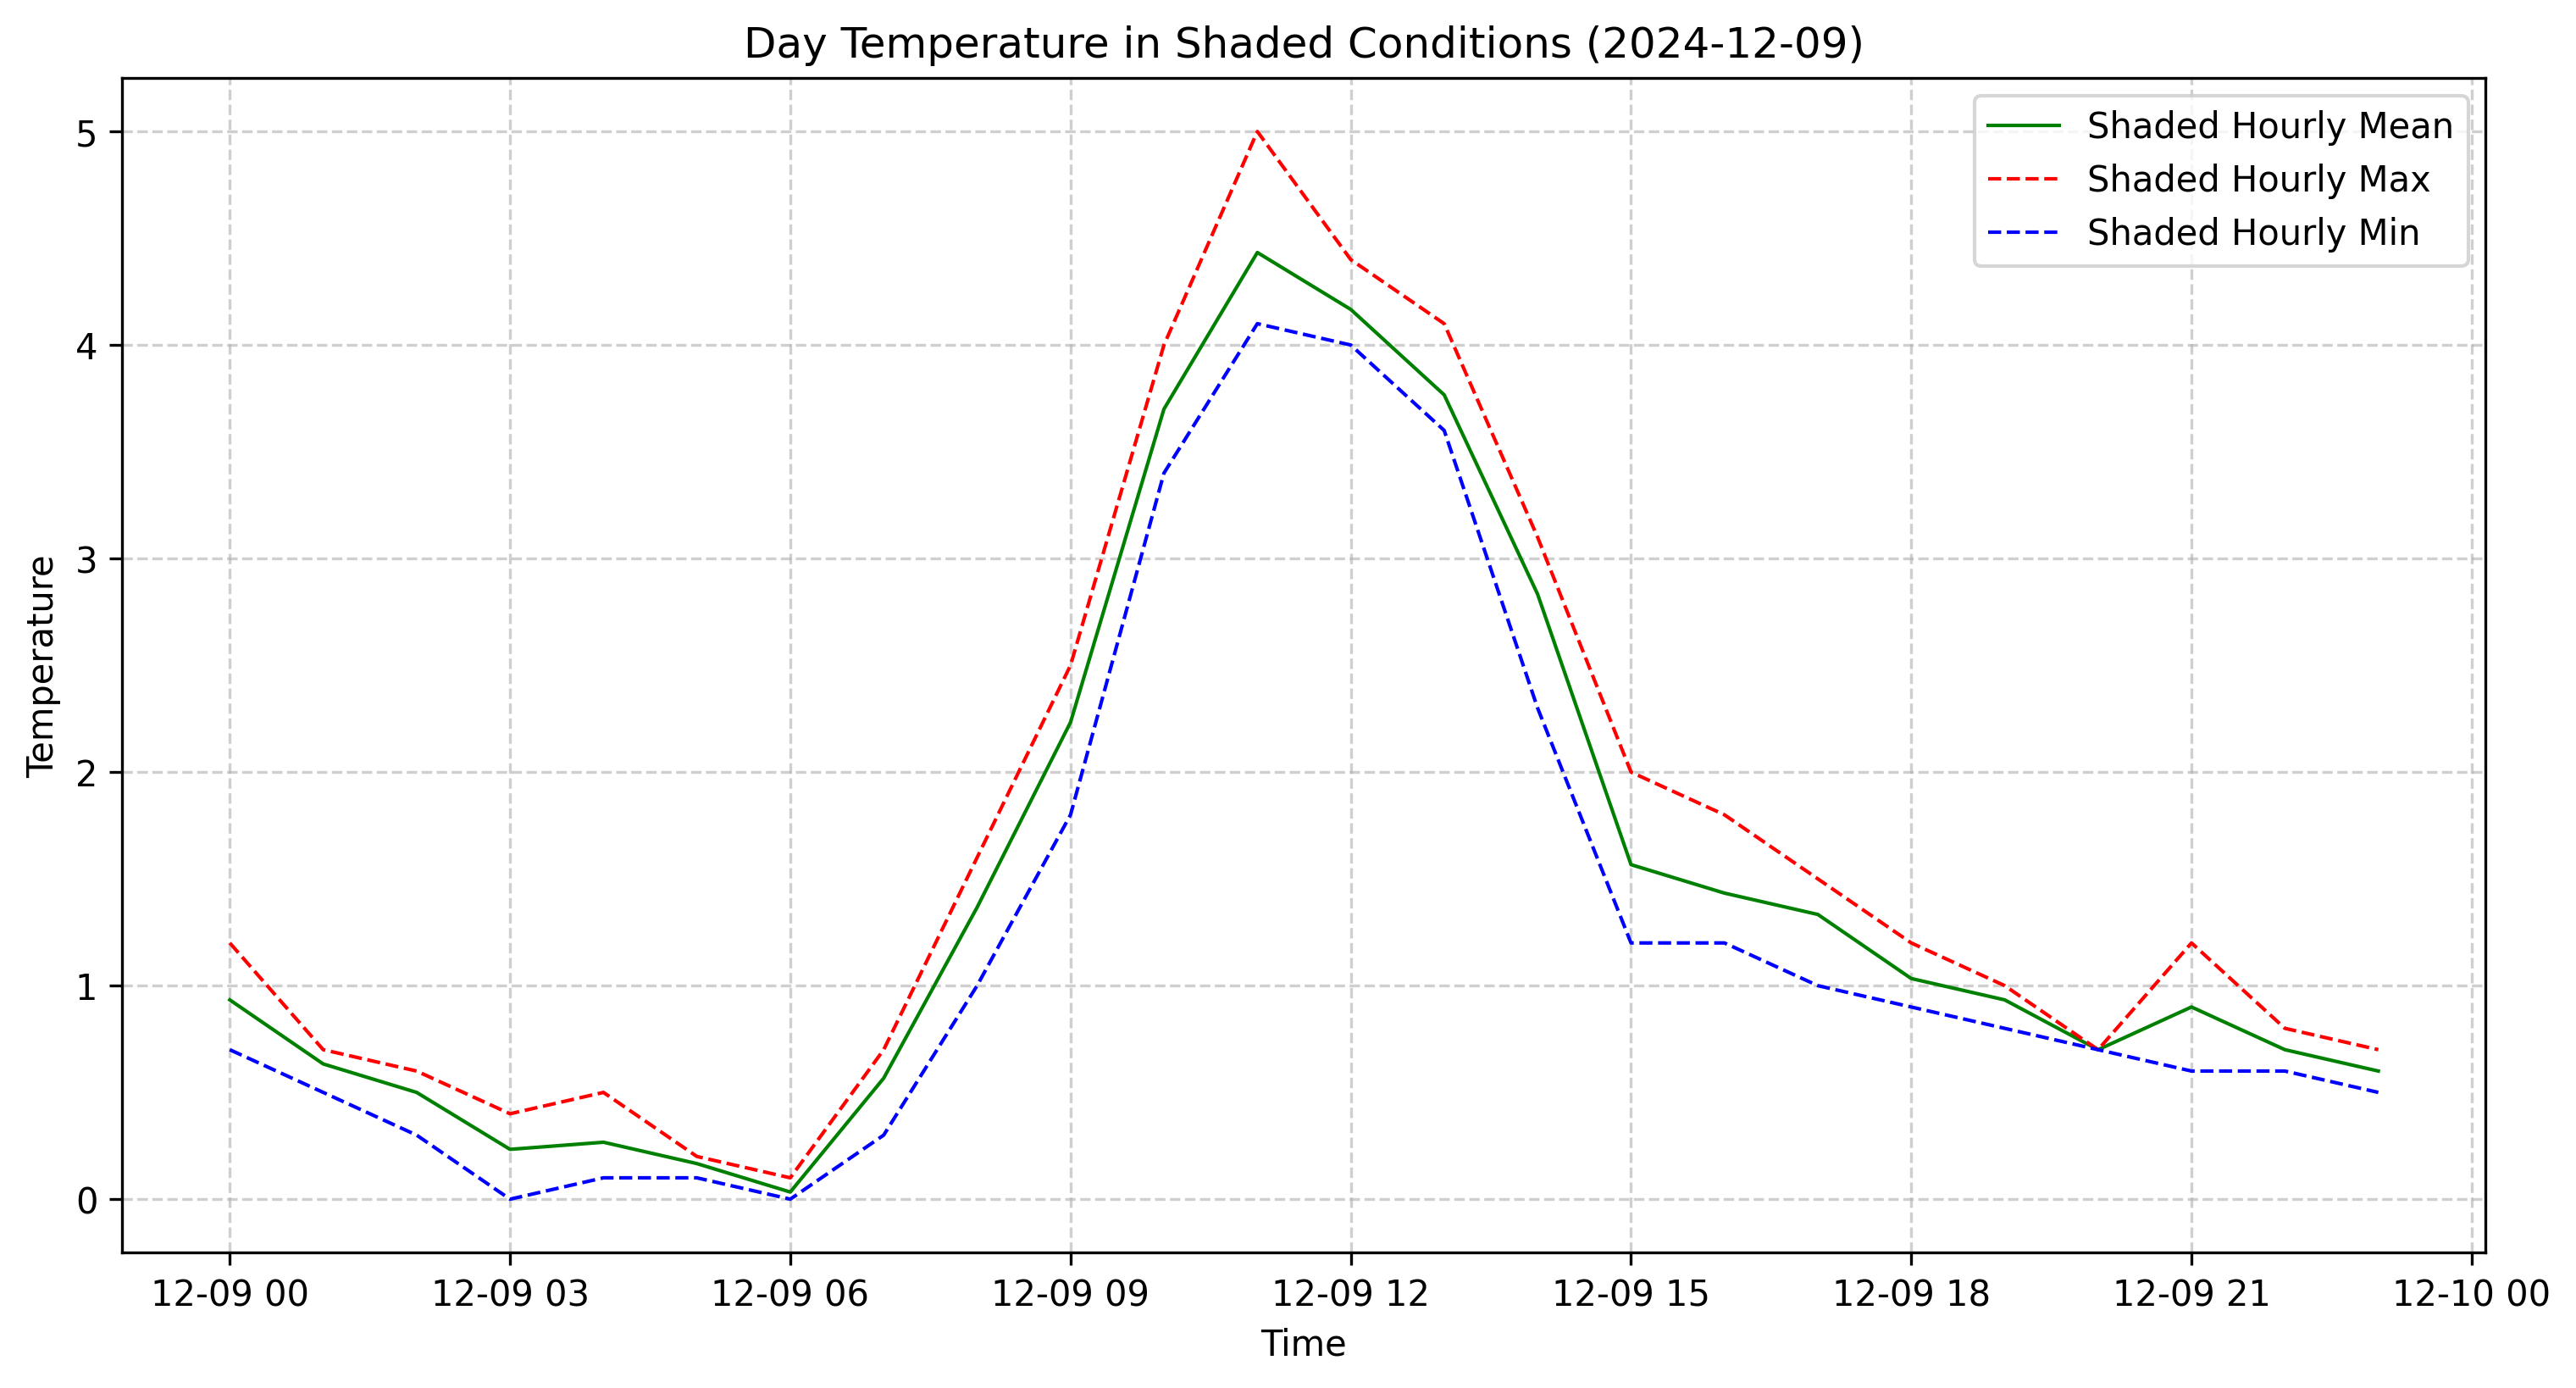 Day Temperature in Shaded Conditions (2024-12-09)
Shaded Hourly Mean
Shaded Hourly Max
Shaded Hourly Min
Temperature
5
4
3
2
1
0
12-09 00 12-09 03 12-09 06 12-09 09 12-09 12 12-09 15 12-09 18 12-09 21 12-10 00
Time